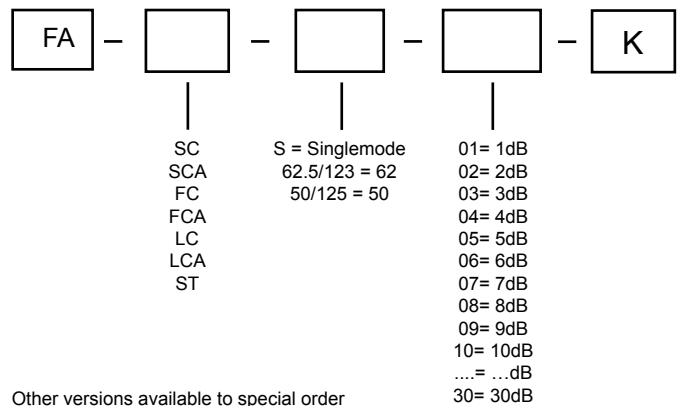 FA – – – – K
SC
SCA
FC
FCA
LC
LCA
ST
S = Singlemode
62.5/123 = 62
50/125 = 50
01= 1dB
02= 2dB
03= 3dB
04= 4dB
05= 5dB
06= 6dB
07= 7dB
08= 8dB
09= 9dB
10= 10dB
....= …dB
30= 30dB
Other versions available to special order